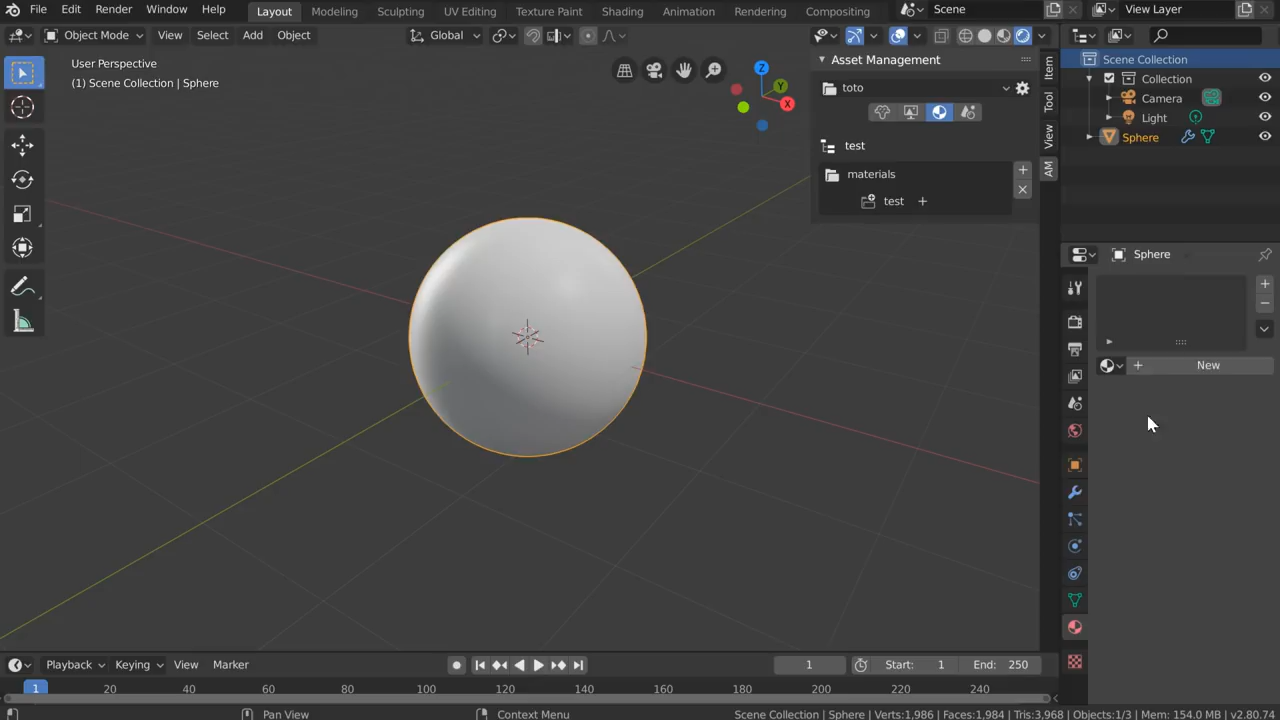 File Edit Render Window Help Layout Modeling Sculpting UV Editing Texture Paint Shading Animation Rendering Compositing Scene View Layer
Object Mode View Select Add Object Global
User Perspective
(1) Scene Collection | Sphere
Z
Y
X
Asset Management
toto
test
materials
test
Item
Tool
View
AM
Scene Collection
Collection
Camera
Light
Sphere
Sphere
New
Playback Keying View Marker 1 Start: 1 End: 250
1 20 40 60 80 100 120 140 160 180 200 220 240
Pan View Context Menu Scene Collection | Sphere | Verts:1,986 | Faces:1,984 | Tris:3,968 | Objects:1/3 | Mem: 154.0 MB | v2.80.74